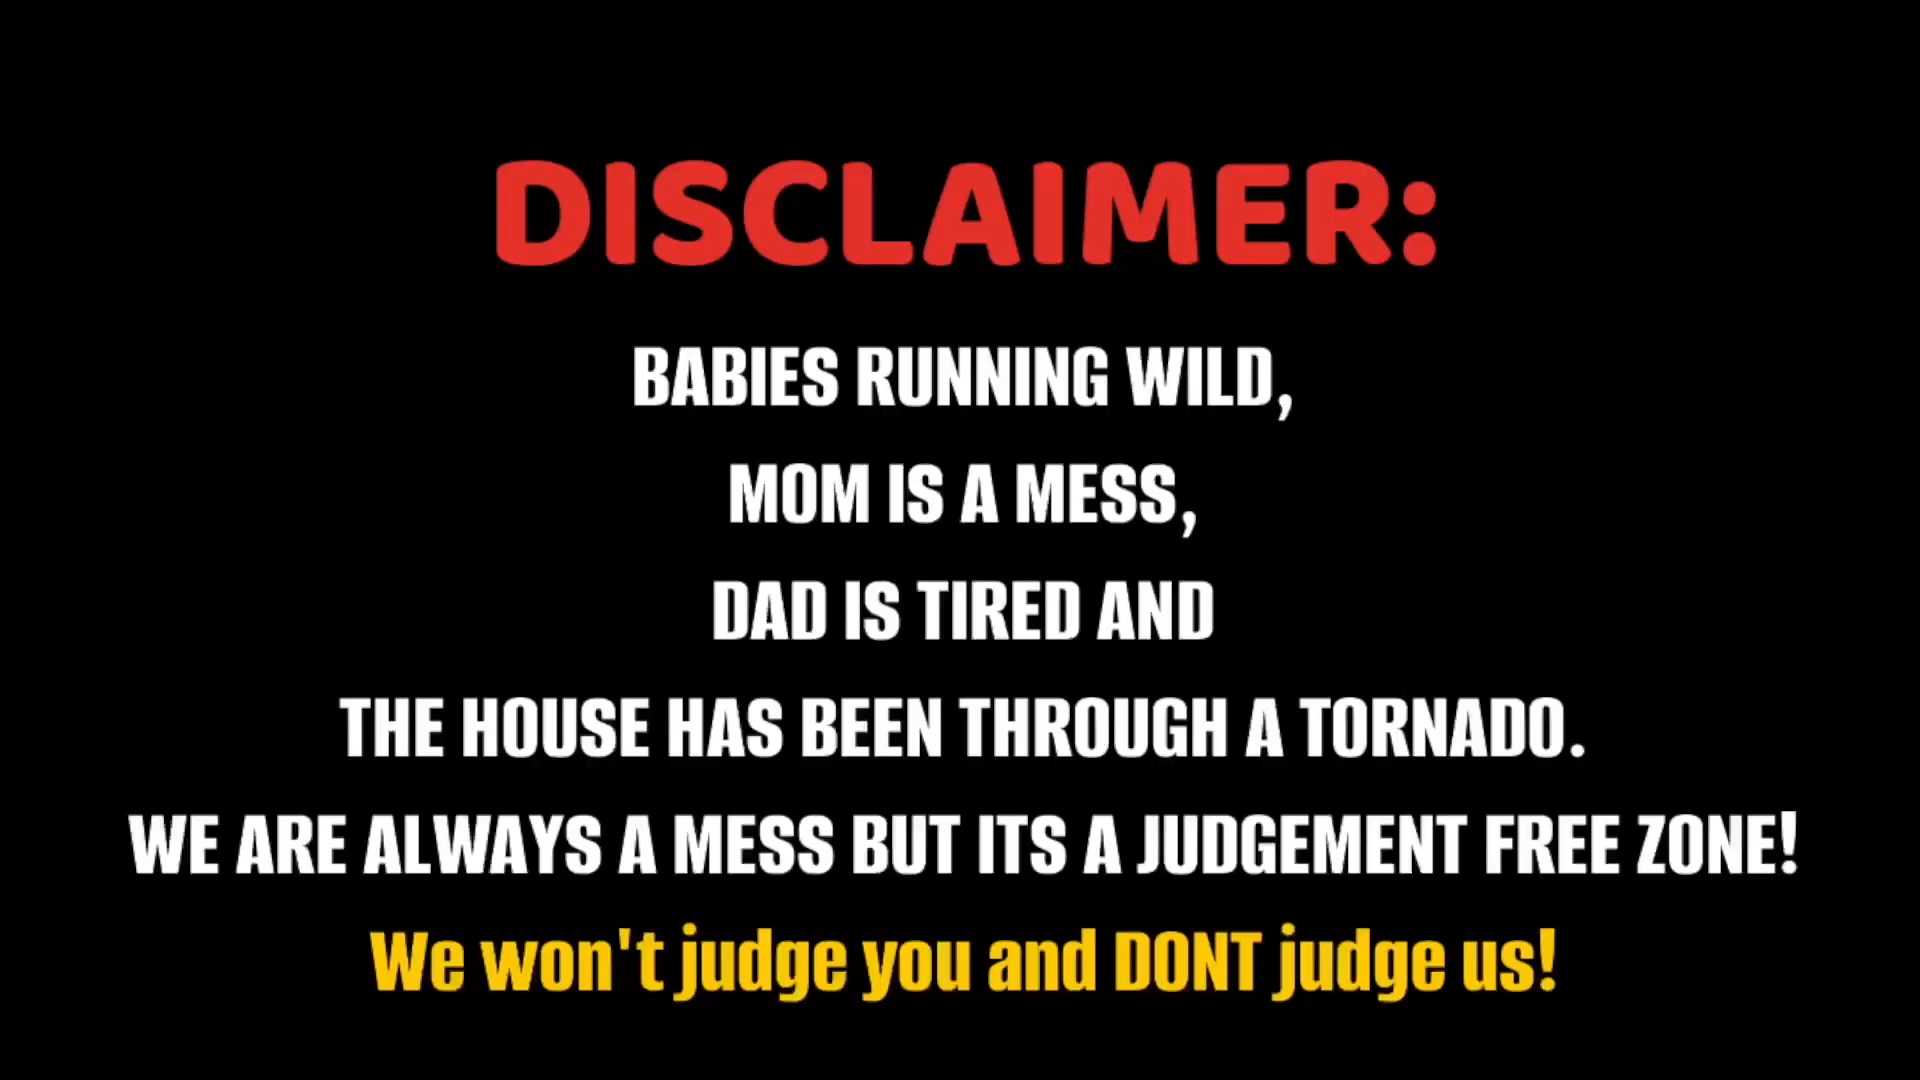 DISCLAIMER:
BABIES RUNNING WILD,
MOM IS A MESS,
DAD IS TIRED AND
THE HOUSE HAS BEEN THROUGH A TORNADO.
WE ARE ALWAYS A MESS BUT ITS A JUDGEMENT FREE ZONE!
We won't judge you and DONT judge us!